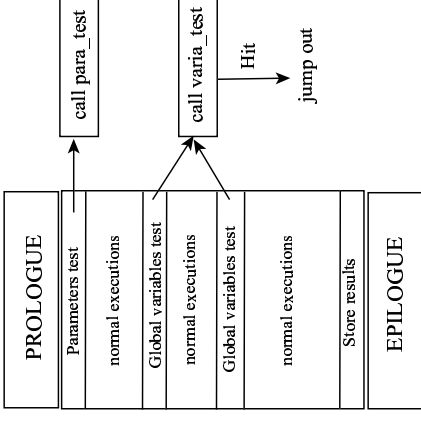 PROLOGUE
Parameters test
normal executions
Global variables test
normal executions
Global variables test
normal executions
Store results
EPILOGUE
call para_test
call varia_test
Hit
jump out